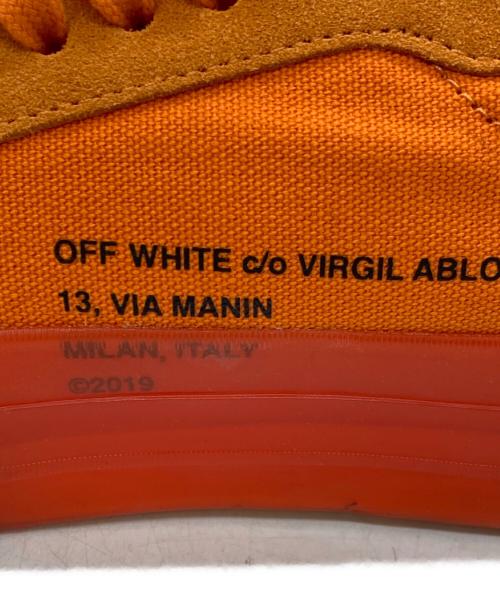 OFF WHITE c/o VIRGIL ABLO
13, VIA MANIN
MILAN, ITALY
©2019